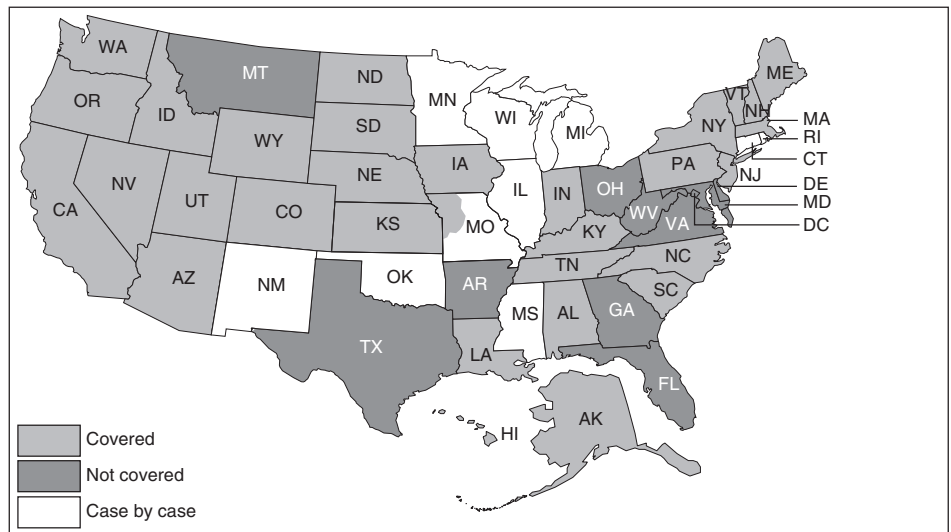 WA
MT
ND
MN
ME
VT
NH
OR
ID
SD
WI
MI
NY
MA
RI
WY
IA
PA
CT
NE
NJ
NV
UT
IL
IN
OH
DE
CO
WV
MD
CA
KS
MO
VA
DC
KY
NC
AZ
OK
TN
NM
AR
SC
MS
AL
GA
TX
LA
FL
AK
HI
Covered
Not covered
Case by case